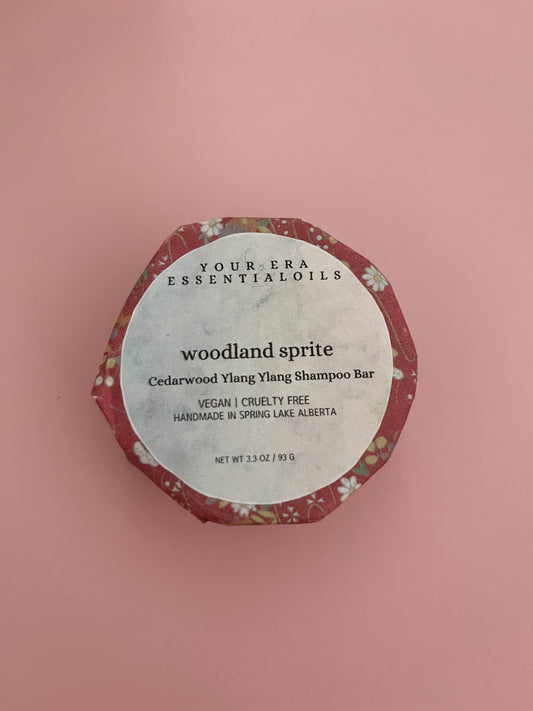 YOUR ERA
ESSENTIALOILS
woodland sprite
Cedarwood Ylang Ylang Shampoo Bar
VEGAN | CRUELTY FREE
HANDMADE IN SPRING LAKE ALBERTA
NET WT 3.3 OZ / 93 G